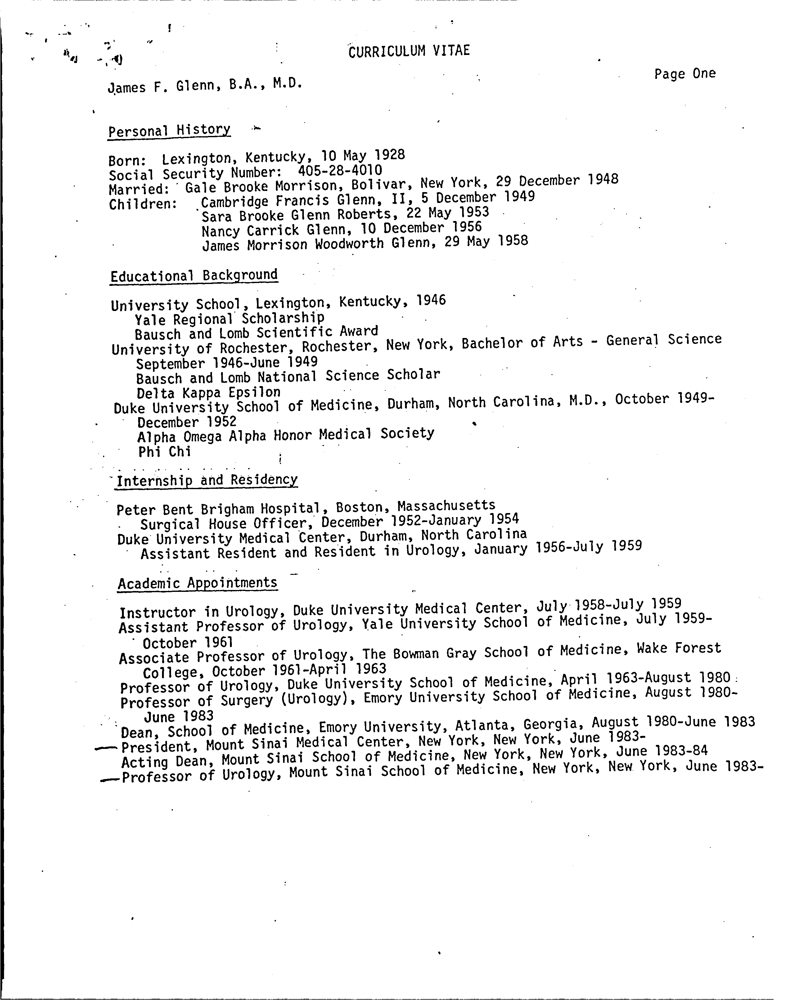 CURRICULUM VITAE
Page One
James F. Glenn, B.A., M.D.
Personal History
Born: Lexington, Kentucky, 10 May 1928
Social Security Number: 405-28-4010
Married: Gale Brooke Morrison, Bolivar, New York, 29 December 1948
Children: Cambridge Francis Glenn, II, 5 December 1949
Sara Brooke Glenn Roberts, 22 May 1953
Nancy Carrick Glenn, 10 December 1956
James Morrison Woodworth Glenn, 29 May 1958
Educational Background
University School, Lexington, Kentucky, 1946
Yale Regional Scholarship
Bausch and Lomb Scientific Award
University of Rochester, Rochester, New York, Bachelor of Arts - General Science
September 1946-June 1949
Bausch and Lomb National Science Scholar
Delta Kappa Epsilon
Duke University School of Medicine, Durham, North Carolina, M.D., October 1949-
December 1952
Alpha Omega Alpha Honor Medical Society
Phi Chi
Internship and Residency
Peter Bent Brigham Hospital, Boston, Massachusetts
Surgical House Officer, December 1952-January 1954
Duke University Medical Center, Durham, North Carolina
Assistant Resident and Resident in Urology, January 1956-July 1959
Academic Appointments
Instructor in Urology, Duke University Medical Center, July 1958-July 1959
Assistant Professor of Urology, Yale University School of Medicine, July 1959-
October 1961
Associate Professor of Urology, The Bowman Gray School of Medicine, Wake Forest
College, October 1961-April 1963
Professor of Urology, Duke University School of Medicine, April 1963-August 1980
Professor of Surgery (Urology), Emory University School of Medicine, August 1980-
June 1983
Dean, School of Medicine, Emory University, Atlanta, Georgia, August 1980-June 1983
President, Mount Sinai Medical Center, New York, New York, June 1983-
Acting Dean, Mount Sinai School of Medicine, New York, New York, June 1983-84
Professor of Urology, Mount Sinai School of Medicine, New York, New York, June 1983-